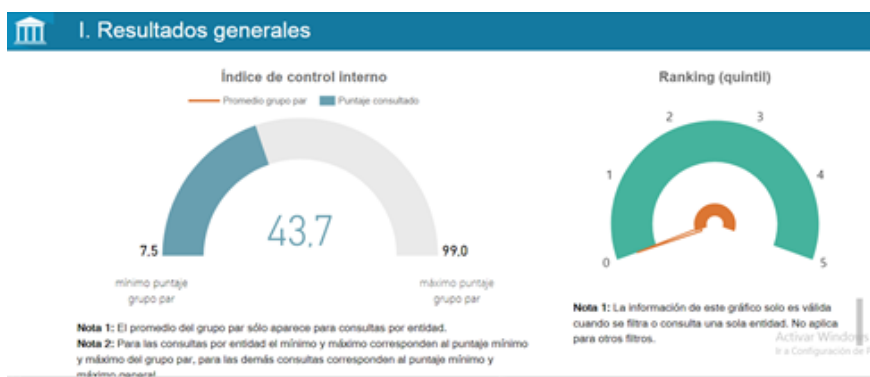 I. Resultados generales
Índice de control interno
Promedio grupo par
Puntaje consultado
43,7
7.5
99.0
mínimo puntaje
grupo par
máximo puntaje
grupo par
Nota 1: El promedio del grupo par sólo aparece para consultas por entidad.
Nota 2: Para las consultas por entidad el mínimo y máximo corresponden al puntaje mínimo
y máximo del grupo par, para las demás consultas corresponden al puntaje mínimo y
máximo general.
Ranking (quintil)
2
3
1
4
0
5
Nota 1: La información de este gráfico solo es válida
cuando se filtra o consulta una sola entidad. No aplica
para otros filtros.
Activar Windows
Ir a Configuración de